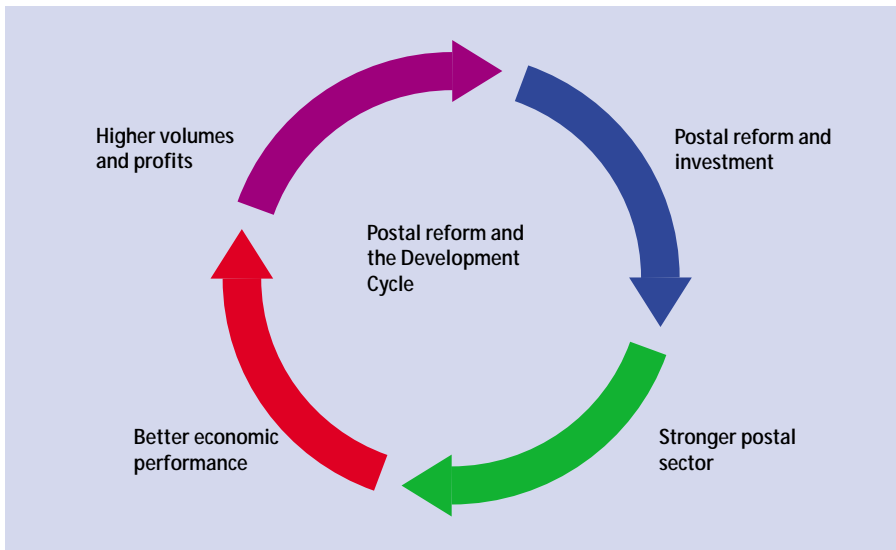 Higher volumes
and profits
Postal reform and
investment
Postal reform and
the Development
Cycle
Better economic
performance
Stronger postal
sector